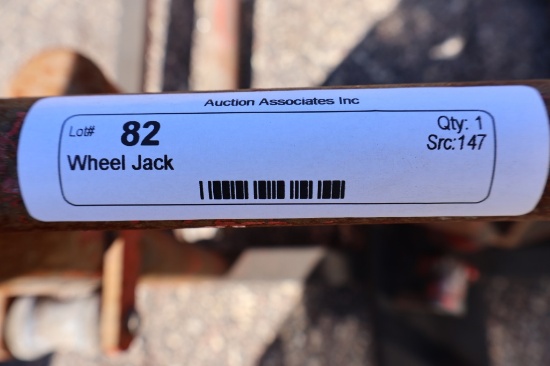 Auction Associates Inc
Lot# 82
Qty: 1
Src:147
Wheel Jack